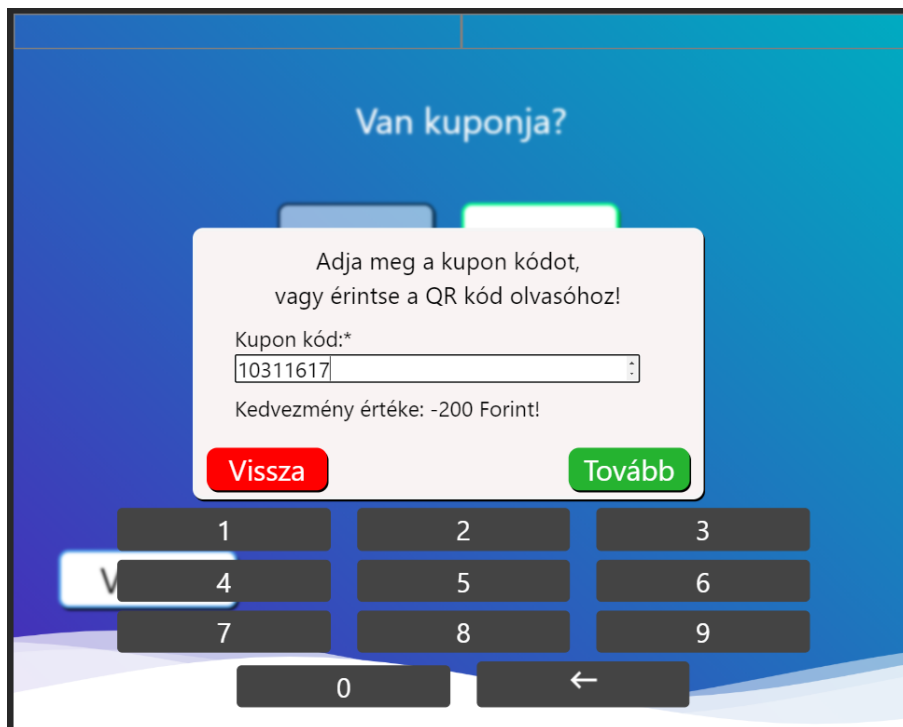 Van kuponja?
Adja meg a kupon kódot,
vagy érintse a QR kód olvasóhoz!
Kupon kód:*
10311617
Kedvezmény értéke: -200 Forint!
Vissza
Tovább
1 2 3
4 5 6
7 8 9
0 ←